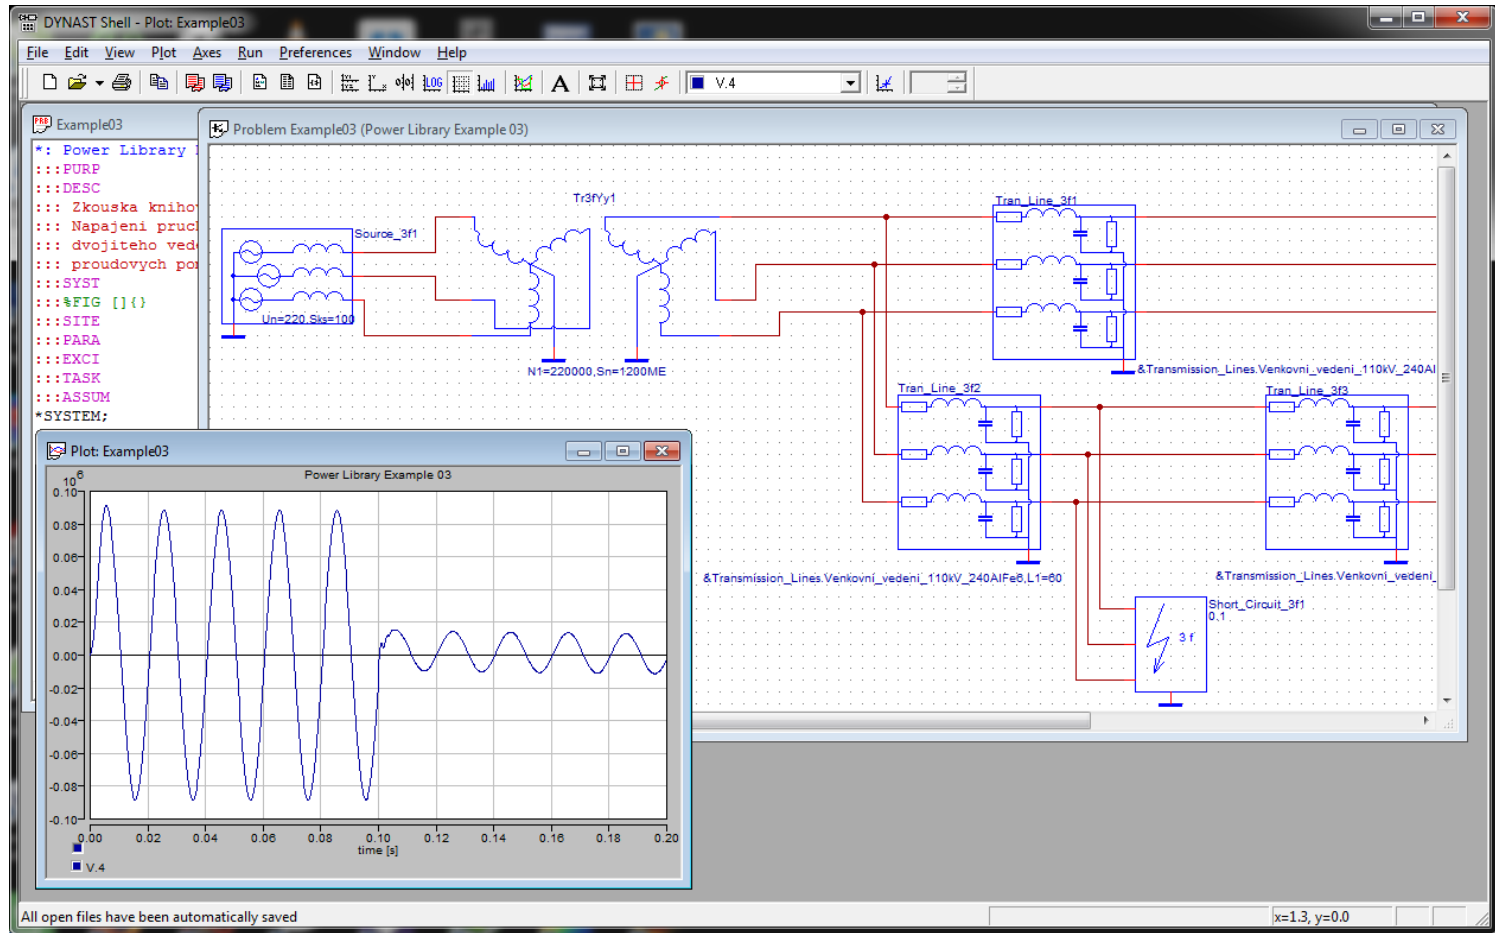 DYNAST Shell - Plot: Example03
File Edit View Plot Axes Run Preferences Window Help
LOG A V.4
PRB Example03
Problem Example03 (Power Library Example 03)
*: Power Library
:::PURP
:::DESC
::: Zkouska kniho
::: Napajeni pruc
::: dvojiteho vede
::: proudovych po
:::SYST
:::%FIG []{}
:::SITE
:::PARA
:::EXCI
:::TASK
:::ASSUM
*SYSTEM;
Source_3f1
Un=220,Sks=100
Tr3fYy1
N1=220000,Sn=1200ME
Tran_Line_3f1
&Transmission_Lines.Venkovni_vedeni_110kV_240Al
Tran_Line_3f2
&Transmission_Lines.Venkovni_vedeni_110kV_240AlFe6,L1=60
Tran_Line_3f3
&Transmission_Lines.Venkovni_vedeni_
Short_Circuit_3f1
0.1
3 f
Plot: Example03
Power Library Example 03
10^6
0.10
0.08
0.06
0.04
0.02
0.00
-0.02
-0.04
-0.06
-0.08
-0.10
0.00 0.02 0.04 0.06 0.08 0.10 0.12 0.14 0.16 0.18 0.20
time [s]
V.4
All open files have been automatically saved
x=1.3, y=0.0